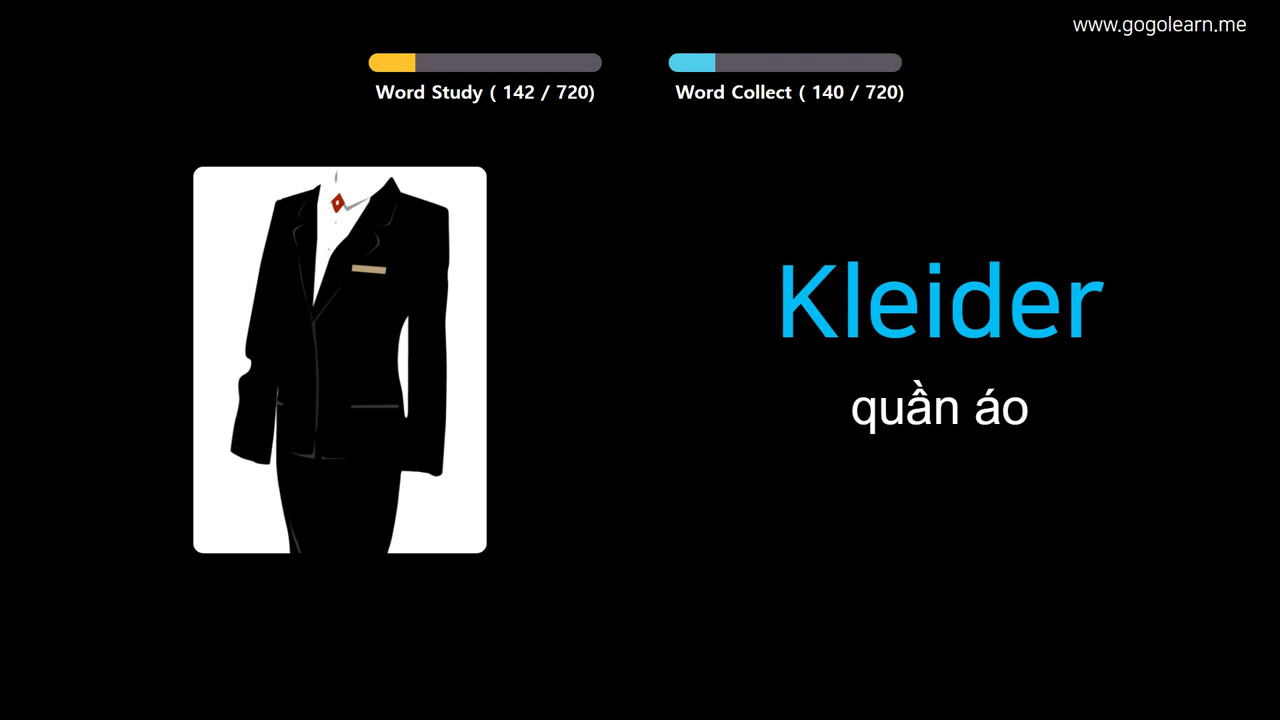 www.gogolearn.me
Word Study ( 142 / 720)
Word Collect ( 140 / 720)
Kleider
quần áo